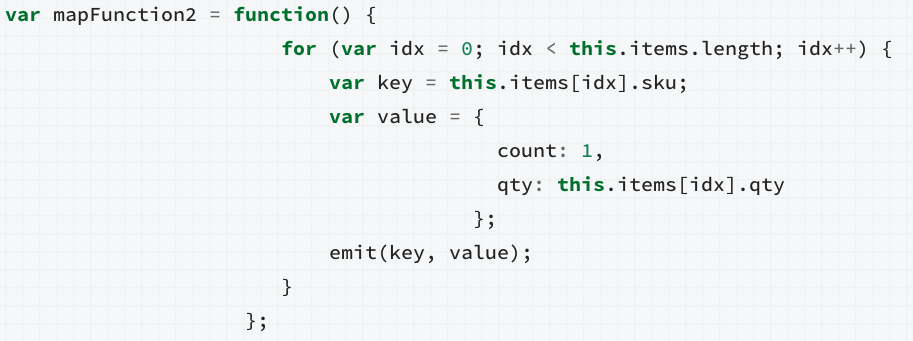 var mapFunction2 = function() {
                       for (var idx = 0; idx < this.items.length; idx++) {
                           var key = this.items[idx].sku;
                           var value = {
                                         count: 1,
                                         qty: this.items[idx].qty
                                       };
                           emit(key, value);
                       }
                    };